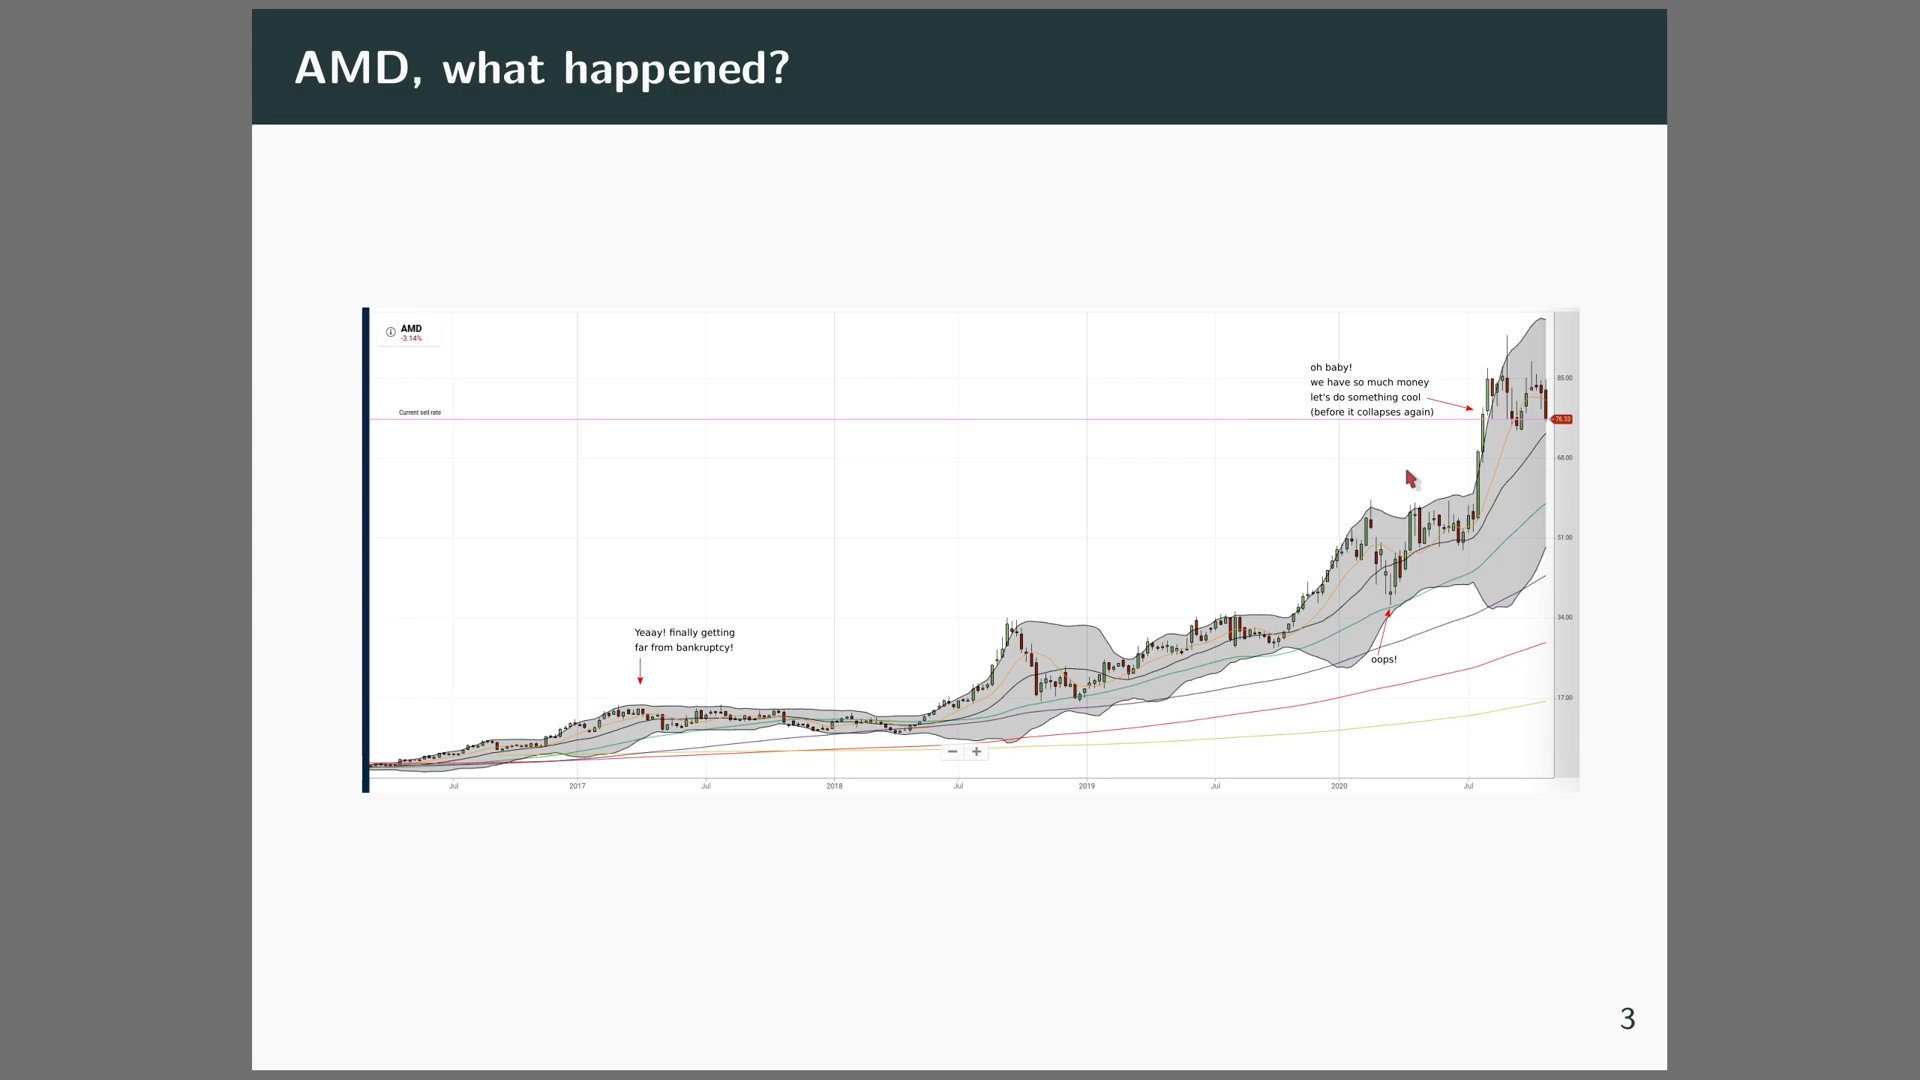 AMD, what happened?
AMD
-3.14%
oh baby!
we have so much money
let's do something cool
(before it collapses again)
Current sell rate
85.00
76.33
68.00
51.00
34.00
17.00
Yeaay! finally getting
far from bankruptcy!
oops!
Jul 2017 Jul 2018 Jul 2019 Jul 2020 Jul
3